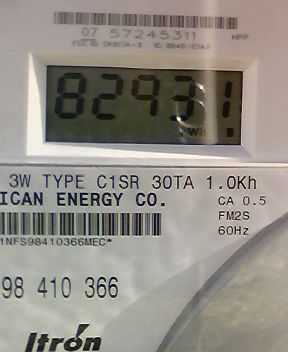 07 57245311
82931
3W TYPE C1SR 30TA 1.0Kh
ICAN ENERGY CO.
CA 0.5
FM2S
60Hz
1NFS98410366MEC*
98 410 366
Itron